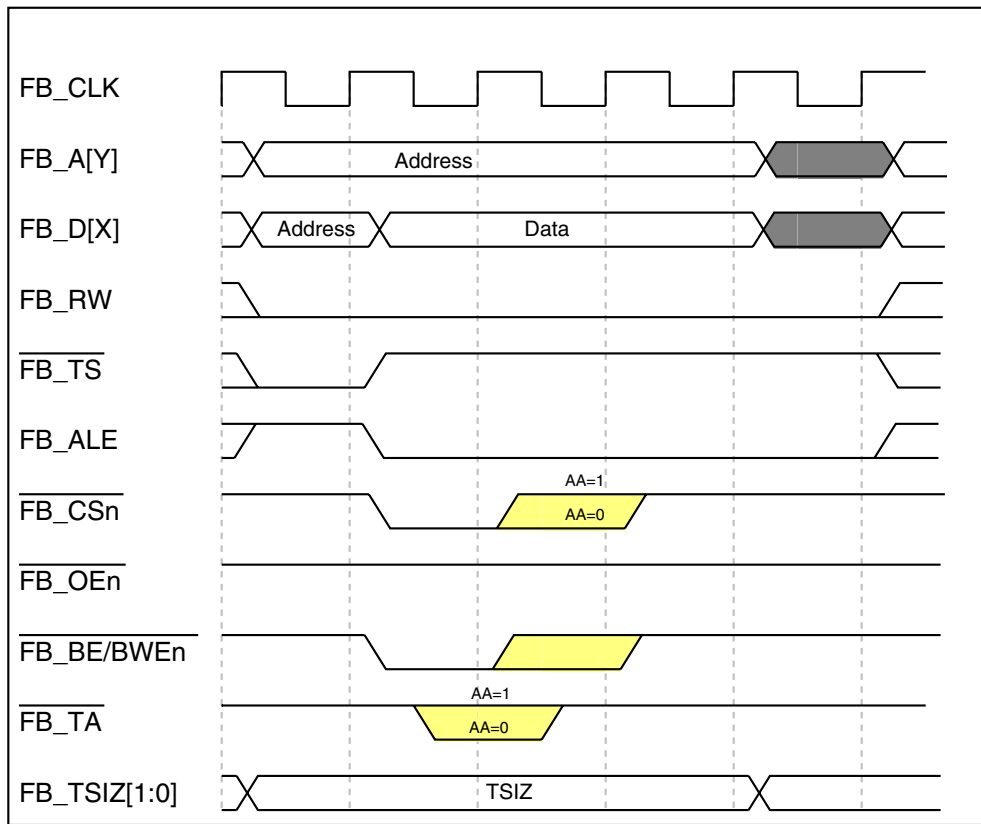 FB_CLK
FB_A[Y]
Address
FB_D[X]
Address
Data
FB_RW
FB_TS
FB_ALE
AA=1
FB_CSn
AA=0
FB_OEn
FB_BE/BWEn
AA=1
FB_TA
AA=0
FB_TSIZ[1:0]
TSIZ